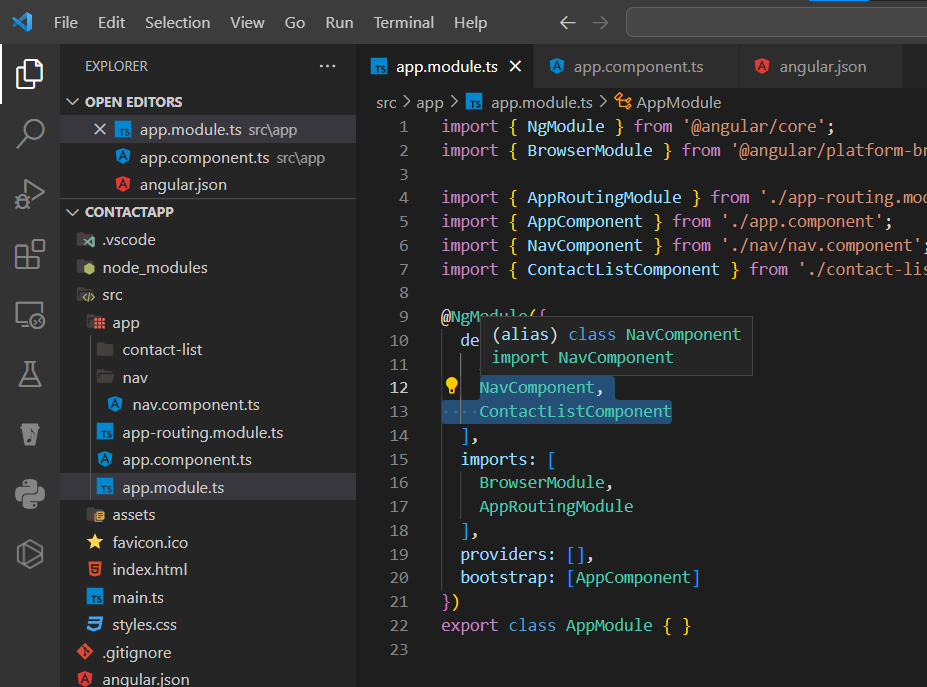 File Edit Selection View Go Run Terminal Help
EXPLORER
OPEN EDITORS
TS app.module.ts src\app
app.component.ts src\app
angular.json
CONTACTAPP
.vscode
node_modules
src
app
contact-list
nav
nav.component.ts
TS app-routing.module.ts
app.component.ts
TS app.module.ts
assets
favicon.ico
index.html
TS main.ts
styles.css
.gitignore
angular.json
TS app.module.ts app.component.ts angular.json
src > app > TS app.module.ts > AppModule
1 import { NgModule } from '@angular/core';
2 import { BrowserModule } from '@angular/platform-br
3
4 import { AppRoutingModule } from './app-routing.mod
5 import { AppComponent } from './app.component';
6 import { NavComponent } from './nav/nav.component';
7 import { ContactListComponent } from './contact-lis
8
9 @NgModule({
10 de
(alias) class NavComponent
import NavComponent
11
12 NavComponent,
13 ContactListComponent
14 ],
15 imports: [
16 BrowserModule,
17 AppRoutingModule
18 ],
19 providers: [],
20 bootstrap: [AppComponent]
21 })
22 export class AppModule { }
23